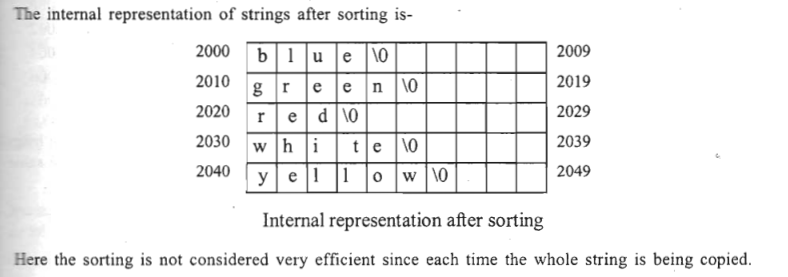 The internal representation of strings after sorting is-
2000 b l u e \0 2009
2010 g r e e n \0 2019
2020 r e d \0 2029
2030 w h i t e \0 2039
2040 y e l l o w \0 2049
Internal representation after sorting
Here the sorting is not considered very efficient since each time the whole string is being copied.